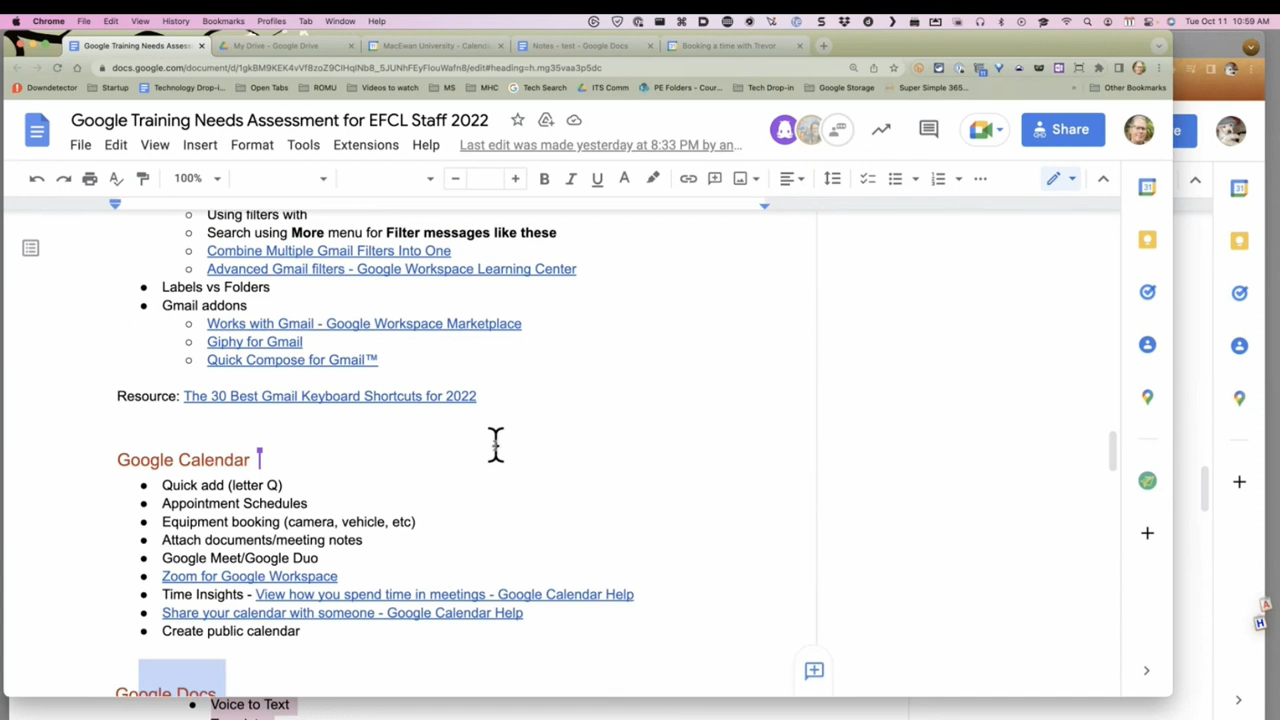 Chrome File Edit View History Bookmarks Profiles Tab Window Help Tue Oct 11 10:59 AM
Google Training Needs Assess My Drive - Google Drive MacEwan University - Calenda Notes - test - Google Docs Booking a time with Trevor
docs.google.com/document/d/1gkBM9KEK4vVf8zoZ9CIHqINb8_5JUNhFEyFlouWafn8/edit#heading=h.mg35vaa3p5dc
Downdetector Startup Technology Drop-i... Open Tabs ROMU Videos to watch MS MHC Tech Search ITS Comm PE Folders - Cour... Tech Drop-in Google Storage Super Simple 365... » Other Bookmarks
Google Training Needs Assessment for EFCL Staff 2022
Share
File Edit View Insert Format Tools Extensions Help Last edit was made yesterday at 8:33 PM by an...
100%
Using filters with
Search using More menu for Filter messages like these
Combine Multiple Gmail Filters Into One
Advanced Gmail filters - Google Workspace Learning Center
Labels vs Folders
Gmail addons
Works with Gmail - Google Workspace Marketplace
Giphy for Gmail
Quick Compose for Gmail™
Resource: The 30 Best Gmail Keyboard Shortcuts for 2022
Google Calendar
Quick add (letter Q)
Appointment Schedules
Equipment booking (camera, vehicle, etc)
Attach documents/meeting notes
Google Meet/Google Duo
Zoom for Google Workspace
Time Insights - View how you spend time in meetings - Google Calendar Help
Share your calendar with someone - Google Calendar Help
Create public calendar
Google Docs
Voice to Text